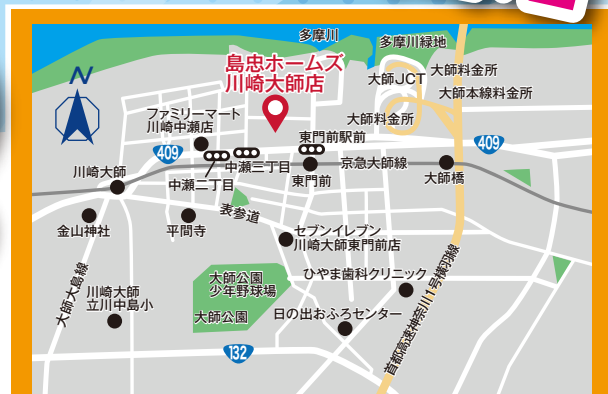 多摩川
多摩川緑地
島忠ホームズ
川崎大師店
大師JCT
大師料金所
大師本線料金所
大師料金所
N
ファミリーマート
川崎中瀬店
東門前駅前
409
409
中瀬三丁目
中瀬二丁目
京急大師線
東門前
大師橋
川崎大師
表参道
金山神社
平間寺
セブンイレブン
川崎大師東門前店
大師公園
少年野球場
大師公園
ひやま歯科クリニック
日の出おふろセンター
大師大島線
川崎大師
立川中島小
首都高速神奈川1号横羽線
132